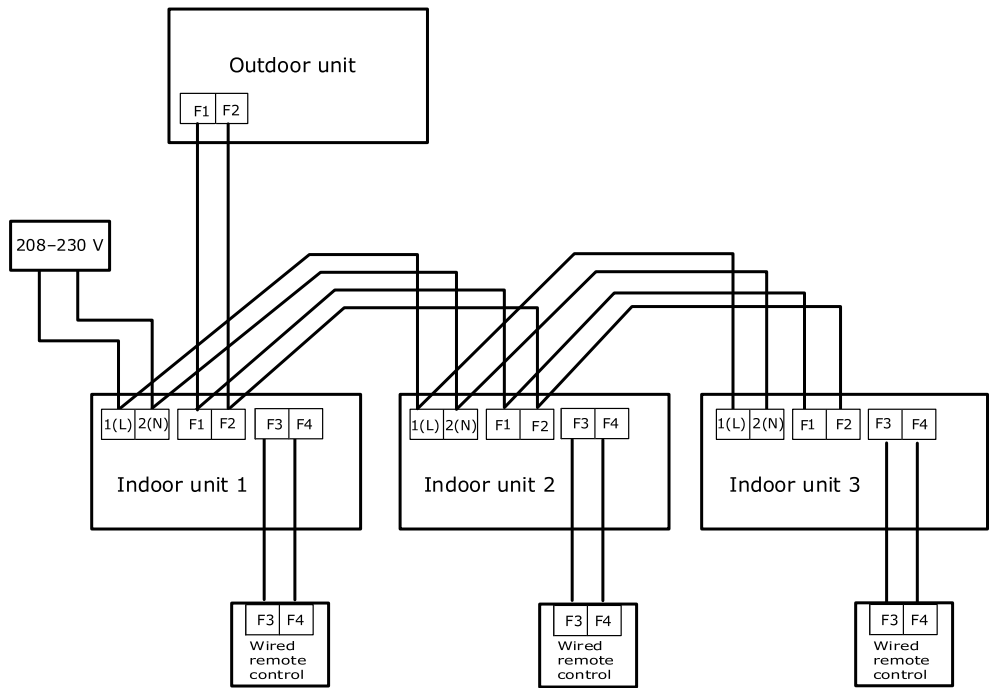 Outdoor unit
F1 F2
208–230 V
1(L) 2(N) F1 F2 F3 F4
Indoor unit 1
1(L) 2(N) F1 F2 F3 F4
Indoor unit 2
1(L) 2(N) F1 F2 F3 F4
Indoor unit 3
F3 F4
Wired
remote
control
F3 F4
Wired
remote
control
F3 F4
Wired
remote
control